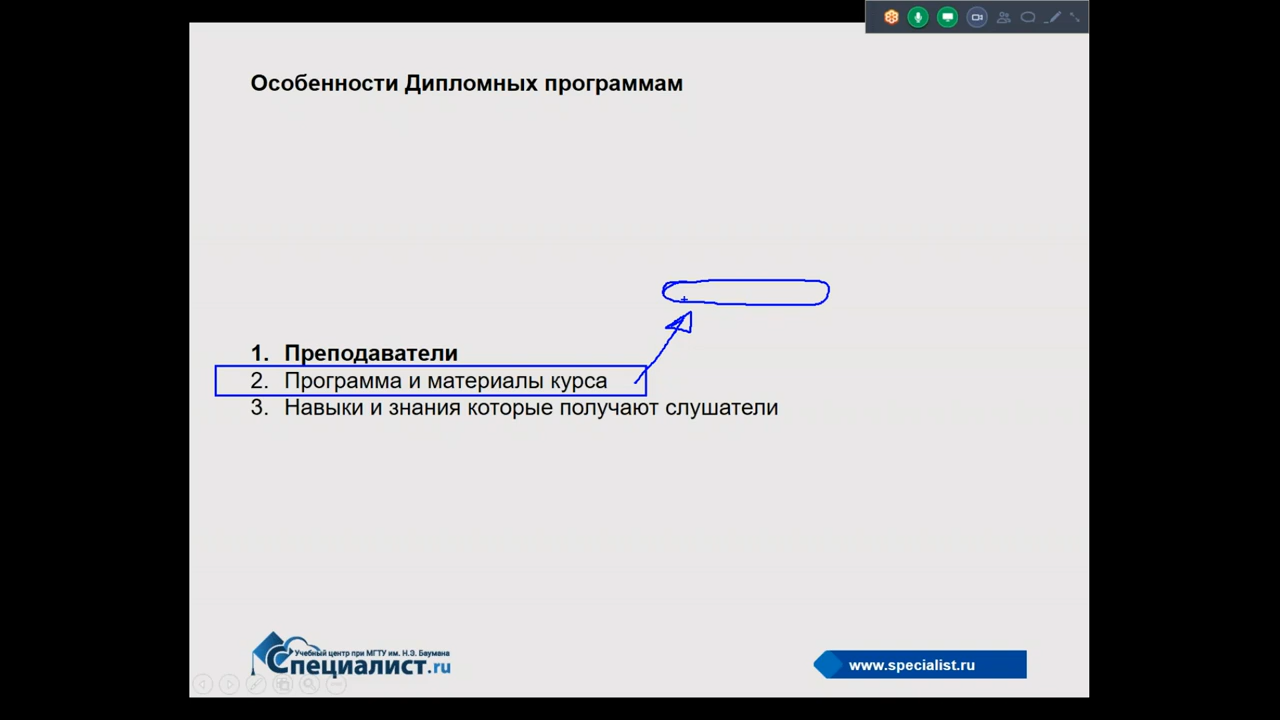 Особенности Дипломных программам
1. Преподаватели
2. Программа и материалы курса
3. Навыки и знания которые получают слушатели
Учебный центр при МГТУ им. Н.Э. Баумана
Специалист.ru
www.specialist.ru